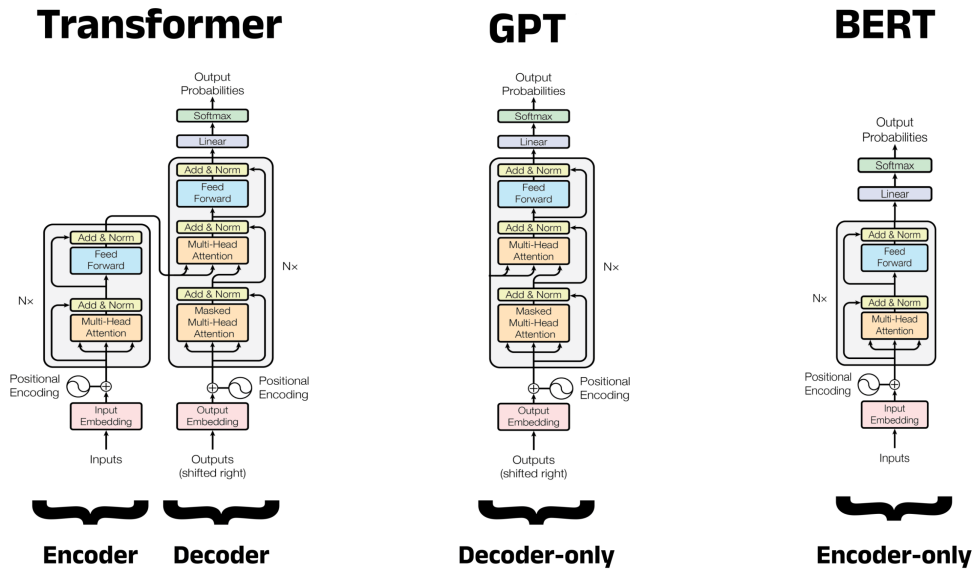 Transformer
GPT
BERT
Output
Probabilities
Softmax
Linear
Add & Norm
Feed
Forward
Add & Norm
Multi-Head
Attention
Add & Norm
Masked
Multi-Head
Attention
Nx
Positional
Encoding
Output
Embedding
Outputs
(shifted right)
Add & Norm
Feed
Forward
Nx
Add & Norm
Multi-Head
Attention
Positional
Encoding
Input
Embedding
Inputs
Encoder
Decoder
Output
Probabilities
Softmax
Linear
Add & Norm
Feed
Forward
Add & Norm
Multi-Head
Attention
Nx
Add & Norm
Masked
Multi-Head
Attention
Positional
Encoding
Output
Embedding
Outputs
(shifted right)
Decoder-only
Output
Probabilities
Softmax
Linear
Add & Norm
Feed
Forward
Nx
Add & Norm
Multi-Head
Attention
Positional
Encoding
Input
Embedding
Inputs
Encoder-only